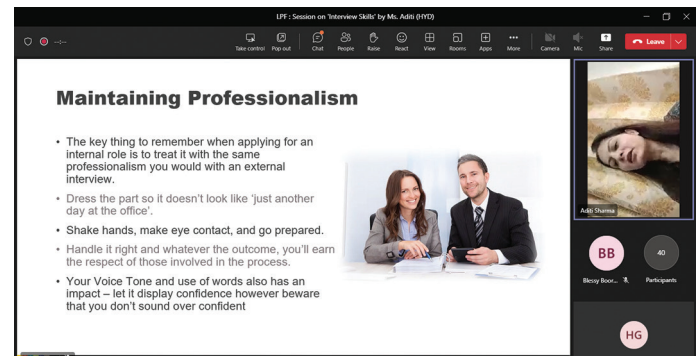 LPF : Session on 'Interview Skills' by Ms. Aditi (HYD)
--:--
Take control Pop out Chat People Raise React View Rooms Apps More Camera Mic Share Leave
Maintaining Professionalism
• The key thing to remember when applying for an
internal role is to treat it with the same
professionalism you would with an external
interview.
• Dress the part so it doesn't look like 'just another
day at the office'.
• Shake hands, make eye contact, and go prepared.
• Handle it right and whatever the outcome, you'll earn
the respect of those involved in the process.
• Your Voice Tone and use of words also has an
impact – let it display confidence however beware
that you don't sound over confident
Aditi Sharma
BB
40
Blessy Boor...
Participants
HG